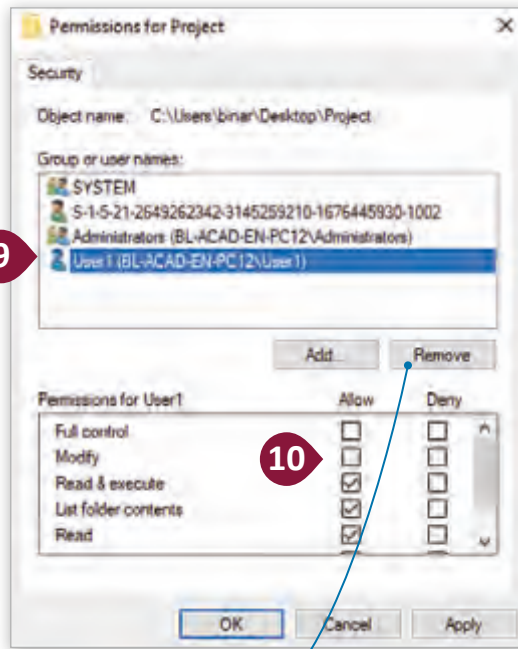 Permissions for Project
Security
Object name: C:\Users\binar\Desktop\Project
Group or user names:
SYSTEM
S-1-5-21-2649262342-3145259210-1676445930-1002
Administrators (BL-ACAD-EN-PC12\Administrators)
9
User1 (BL-ACAD-EN-PC12\User1)
Add... Remove
Permissions for User1 Allow Deny
Full control
Modify
10
Read & execute
List folder contents
Read
OK Cancel Apply